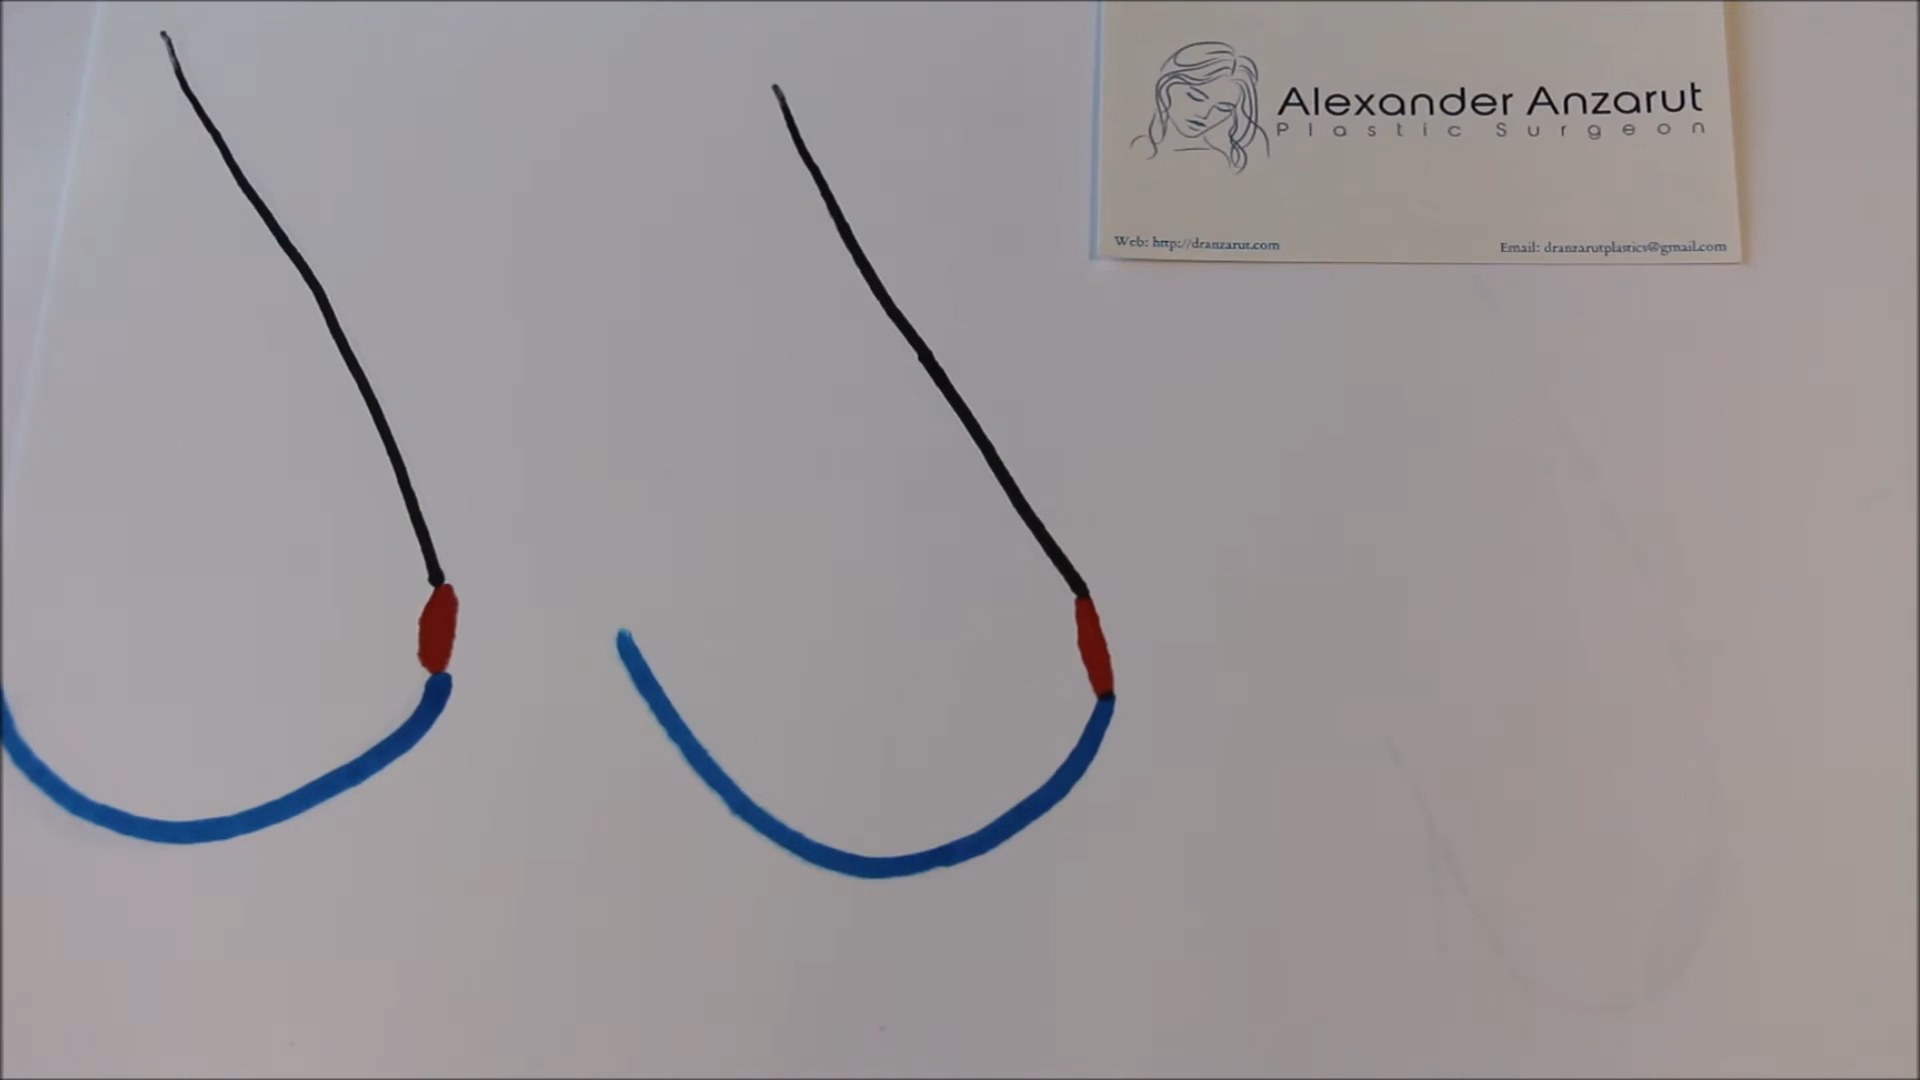 Alexander Anzarut
Plastic Surgeon
Web: http://dranzarut.com
Email: dranzarutplastics@gmail.com